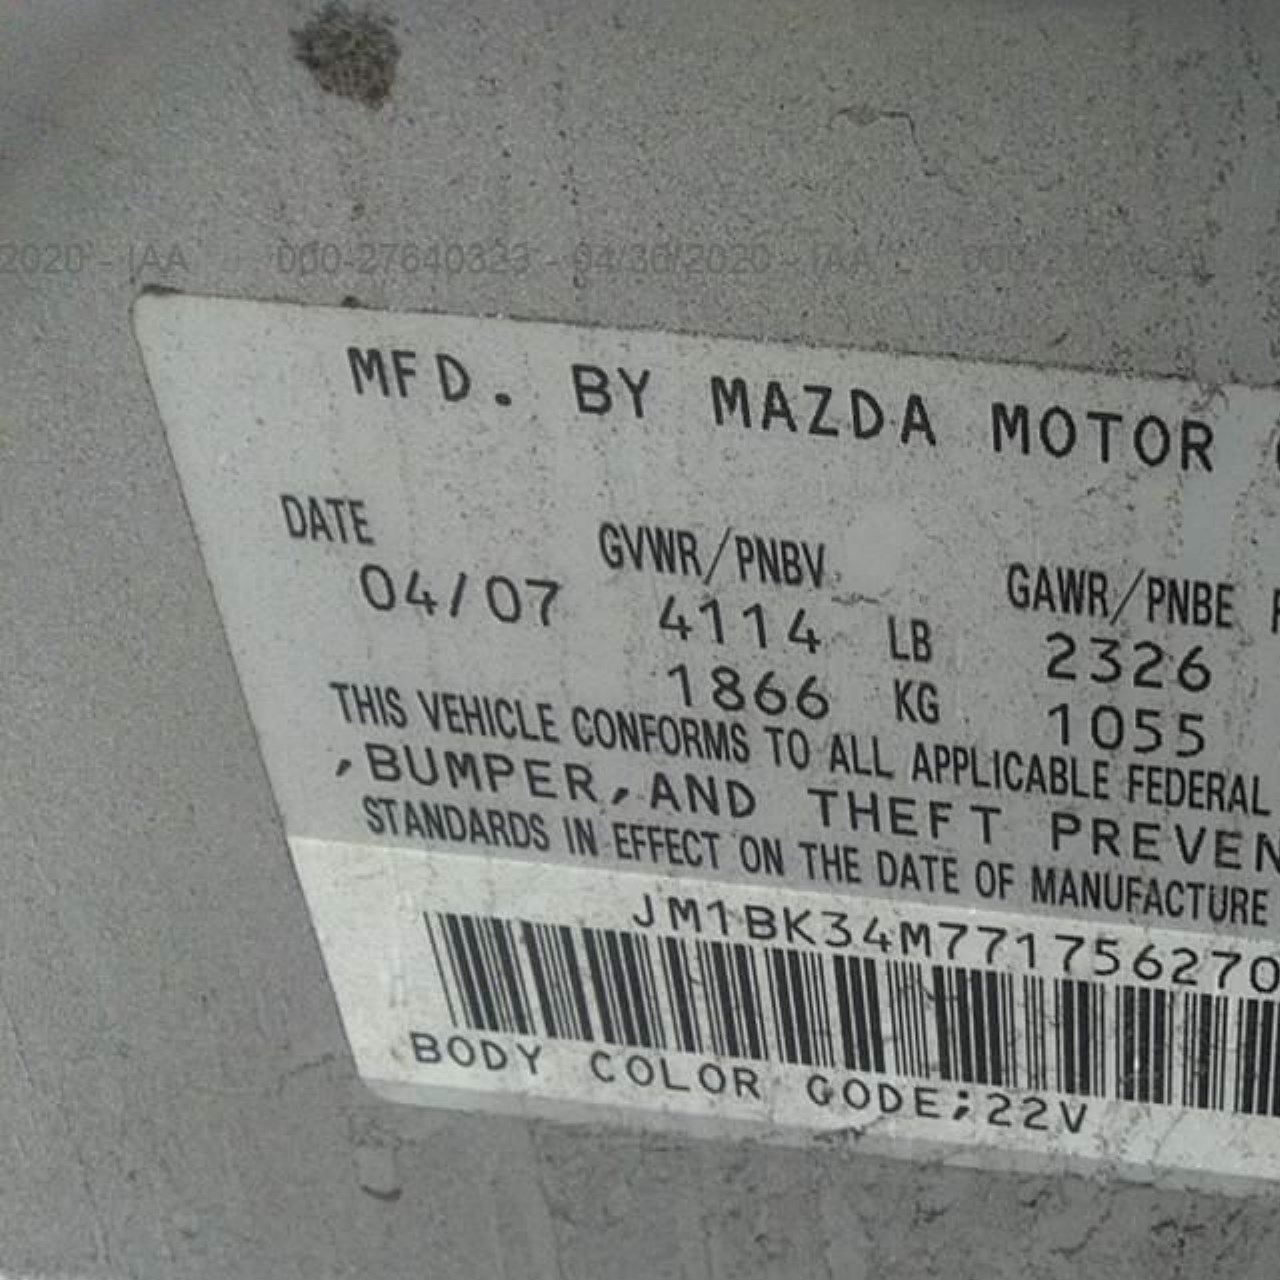 2020 - IAA 000-27640323 - 04/30/2020 - IAA
MFD. BY MAZDA MOTOR
DATE GVWR/PNBV GAWR/PNBE
04/07 4114 LB 2326
1866 KG 1055
THIS VEHICLE CONFORMS TO ALL APPLICABLE FEDERAL
,BUMPER,AND THEFT PREVEN
STANDARDS IN EFFECT ON THE DATE OF MANUFACTURE
JM1BK34M771756270
BODY COLOR CODE;22V